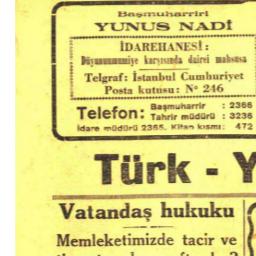 Başmuharriri
YUNUS NADİ
İDAREHANESİ :
Düyunuumumiye karşısında dairei mahsusa
Telgraf: İstanbul Cumhuriyet
Posta kutusu: Nº 246
Telefon: Başmuharrir : 2366
Tahrir müdürü : 3236
İdare müdürü 2365. Kitap kısmı: 472
Türk - Y
Vatandaş hukuku
Memleketimizde tacir ve